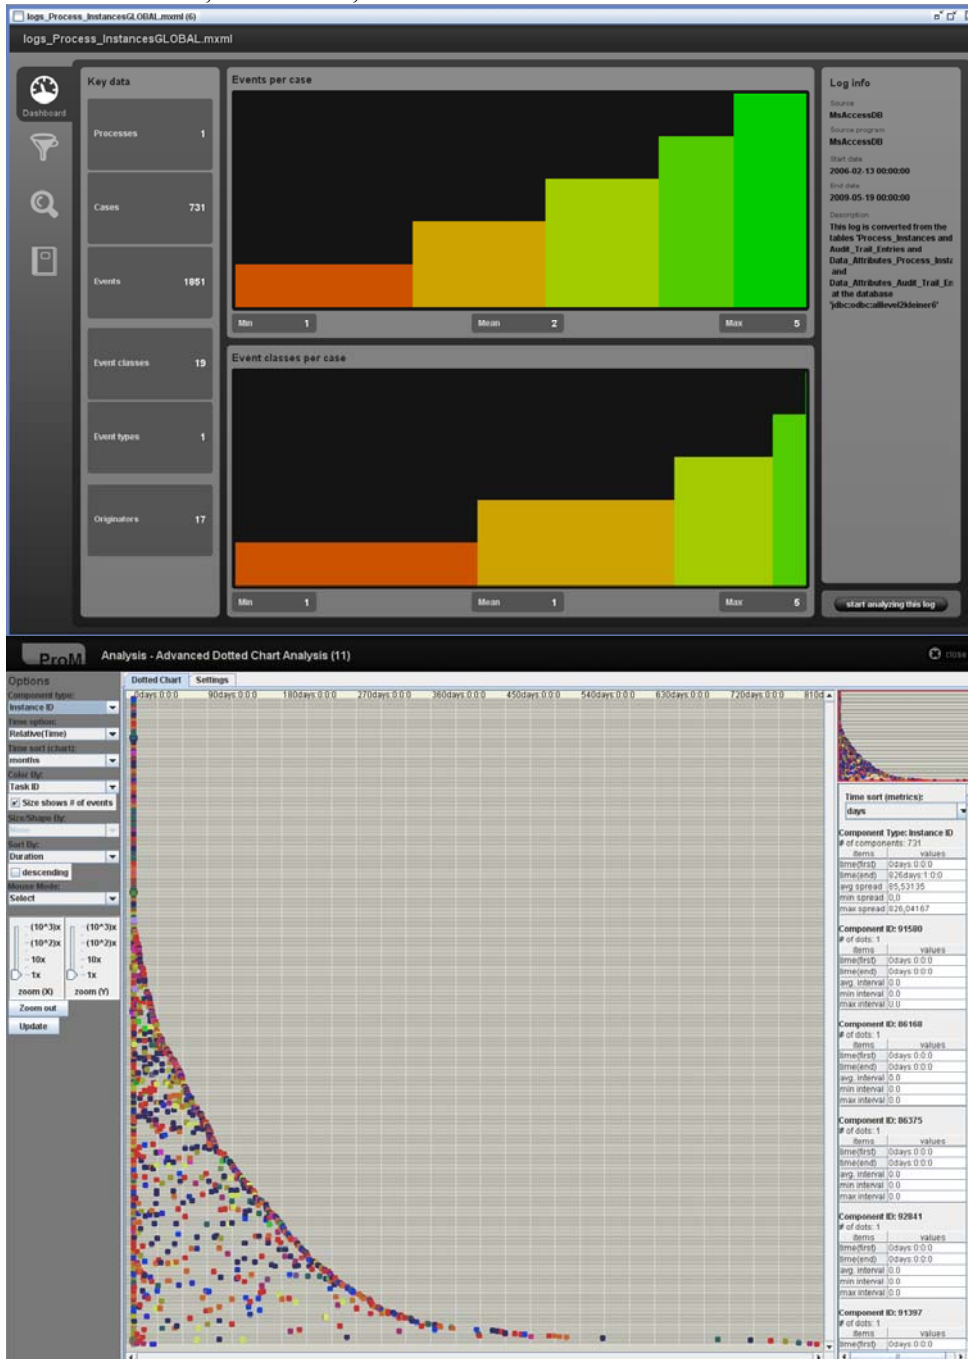 logs_Process_InstancesGLOBAL.mxml (6)
logs_Process_InstancesGLOBAL.mxml
Dashboard
Key data
Processes 1
Cases 731
Events 1851
Event classes 19
Event types 1
Originators 17
Events per case
Min 1 Mean 2 Max 5
Event classes per case
Min 1 Mean 1 Max 5
Log info
Source
MsAccessDB
Source program
MsAccessDB
Start date
2006-02-13 00:00:00
End date
2009-05-19 00:00:00
Description
This log is converted from the
tables 'Process_Instances and
Audit_Trail_Entries and
Data_Attributes_Process_Insta
and
Data_Attributes_Audit_Trail_En
at the database
'jdbc:odbc:alllevel2kleiner6'
start analyzing this log
ProM
Analysis - Advanced Dotted Chart Analysis (11)
close
Options
Component type:
Instance ID
Time option:
Relative(Time)
Time sort (chart):
months
Color By:
Task ID
Size shows # of events
Size/Shape By:
None
Sort By:
Duration
descending
Mouse Mode:
Select
(10^3)x (10^3)x
(10^2)x (10^2)x
10x 10x
1x 1x
zoom (X) zoom (Y)
Zoom out
Update
Dotted Chart Settings
0days:0:0:0 90days:0:0:0 180days:0:0:0 270days:0:0:0 360days:0:0:0 450days:0:0:0 540days:0:0:0 630days:0:0:0 720days:0:0:0 810d
Time sort (metrics):
days
Component Type: Instance ID
# of components: 731
items values
time(first) 0days:0:0:0
time(end) 826days:1:0:0
avg spread 85,53135
min spread 0,0
max spread 826,04167
Component ID: 91580
# of dots: 1
items values
time(first) 0days:0:0:0
time(end) 0days:0:0:0
avg. interval 0.0
min interval 0.0
max interval 0.0
Component ID: 86168
# of dots: 1
items values
time(first) 0days:0:0:0
time(end) 0days:0:0:0
avg. interval 0.0
min interval 0.0
max interval 0.0
Component ID: 86375
# of dots: 1
items values
time(first) 0days:0:0:0
time(end) 0days:0:0:0
avg. interval 0.0
min interval 0.0
max interval 0.0
Component ID: 92841
# of dots: 1
items values
time(first) 0days:0:0:0
time(end) 0days:0:0:0
avg. interval 0.0
min interval 0.0
max interval 0.0
Component ID: 91397
# of dots: 1
items values
time(first) 0days:0:0:0